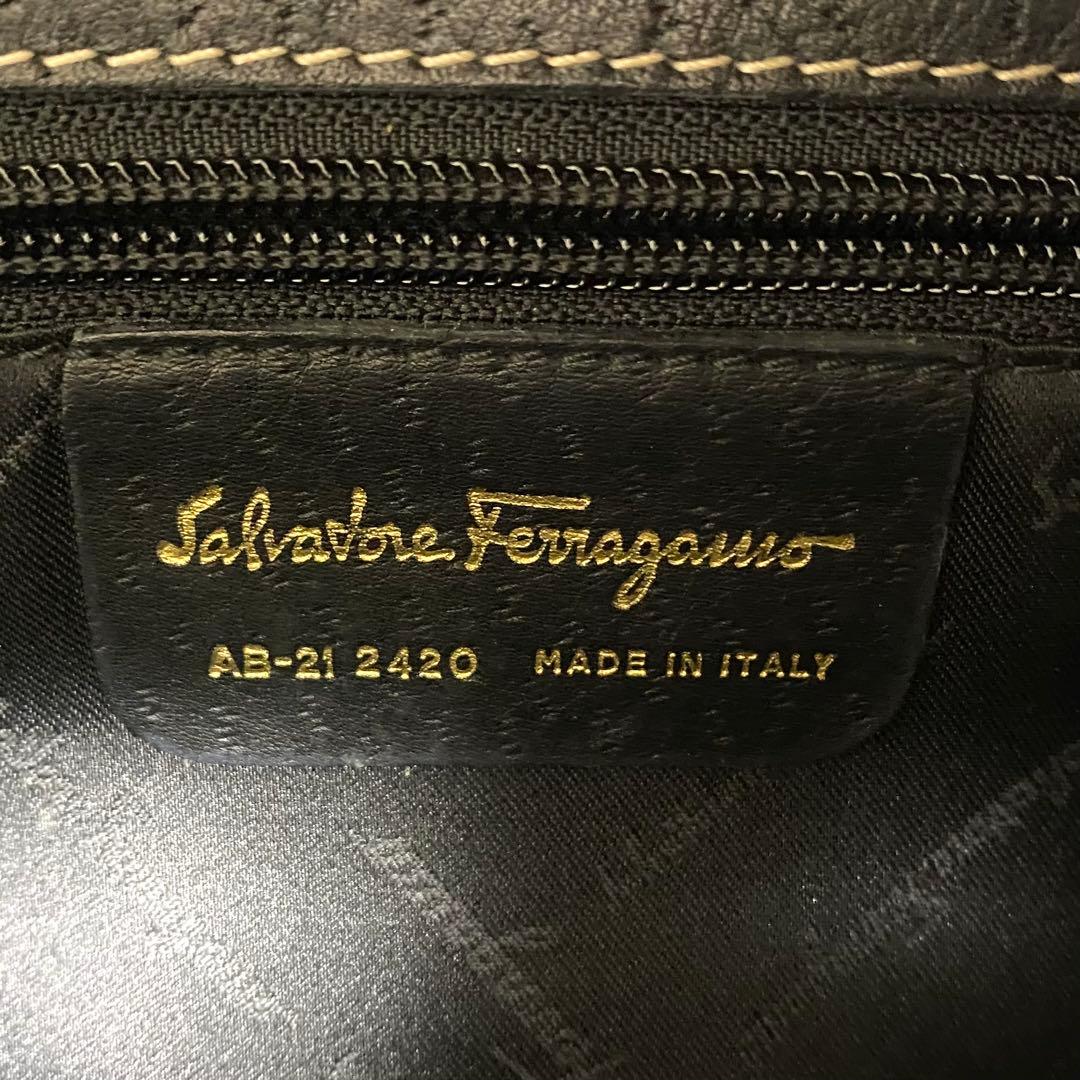 Salvatore Ferragamo
AB-21 2420 MADE IN ITALY